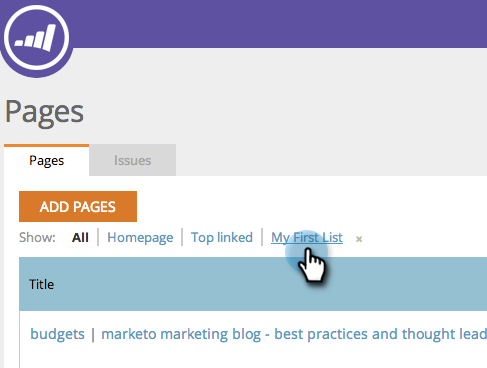 Pages
Pages Issues
ADD PAGES
Show: All Homepage Top linked My First List ×
Title
budgets | marketo marketing blog - best practices and thought lead